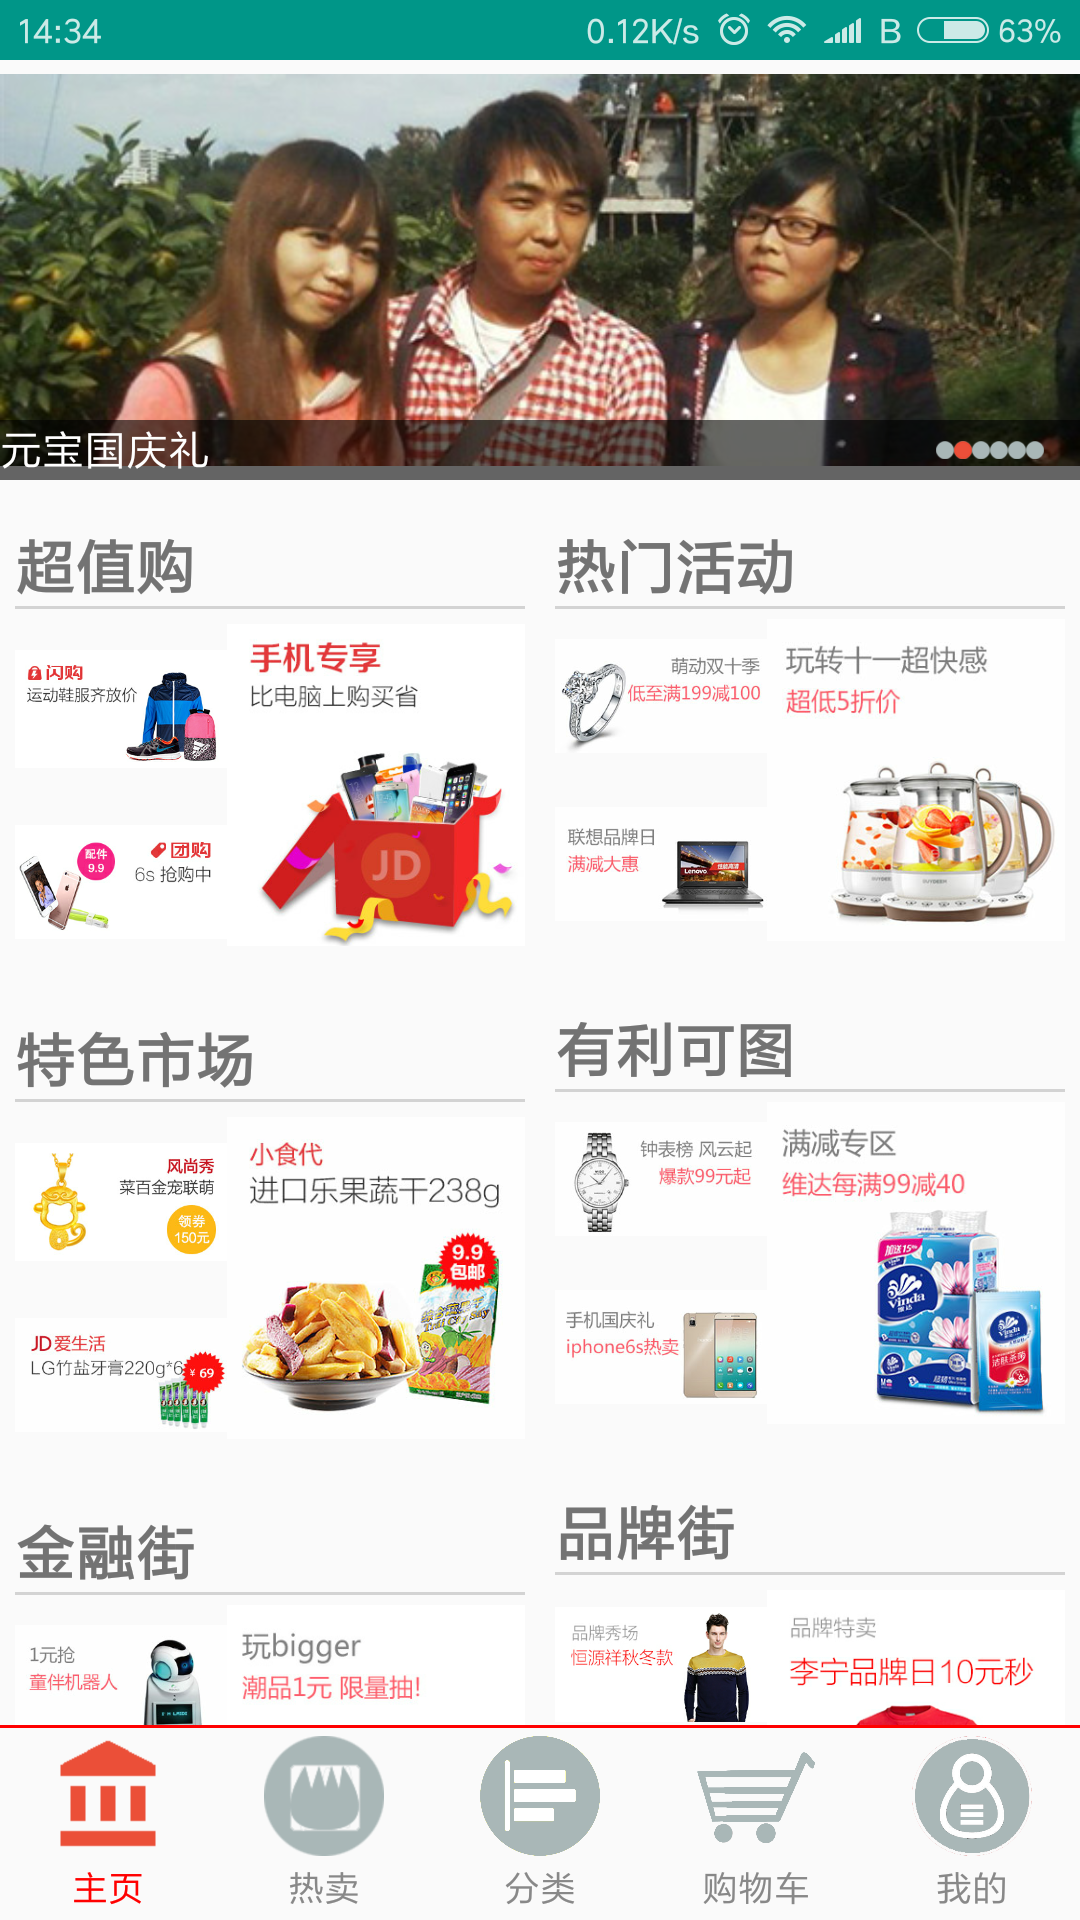 14:34
0.12K/s
B
63%
元宝国庆礼
超值购
闪购
运动鞋服齐放价
手机专享
比电脑上购买省
JD
配件
9.9
团购
6s 抢购中
热门活动
萌动双十季
低至满199减100
玩转十一超快感
超低5折价
联想品牌日
满减大惠
Lenovo
特色市场
风尚秀
菜百金宠联萌
领券
150元
小食代
进口乐果蔬干238g
9.9
包邮
JD爱生活
LG竹盐牙膏220g*6
¥69
有利可图
钟表榜 风云起
爆款99元起
满减专区
维达每满99减40
加送15%
Vinda
维达
Vinda
手机国庆礼
iphone6s热卖
金融街
1元抢
童伴机器人
玩bigger
潮品1元 限量抽!
品牌街
品牌秀场
恒源祥秋冬款
品牌特卖
李宁品牌日10元秒
主页
热卖
分类
购物车
我的